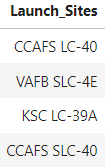 Launch_Sites
CCAFS LC-40
VAFB SLC-4E
KSC LC-39A
CCAFS SLC-40